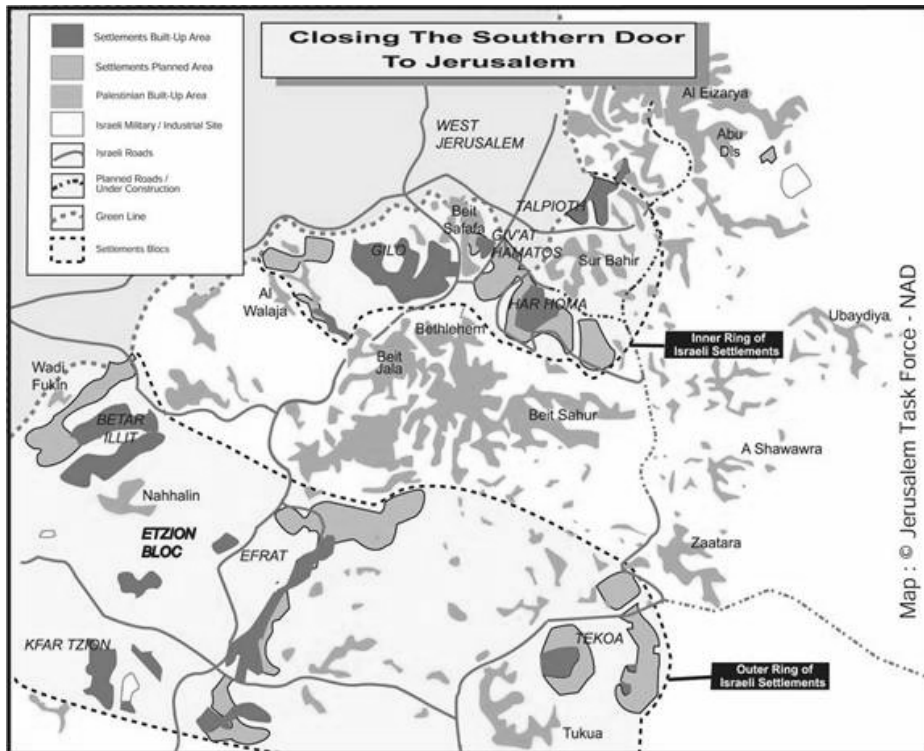 Closing The Southern Door
To Jerusalem
Settlements Built-Up Area
Settlements Planned Area
Palestinian Built-Up Area
Israeli Military / Industrial Site
Israeli Roads
Planned Roads /
Under Construction
Green Line
Settlements Blocs
WEST
JERUSALEM
Al Eizarya
Abu
Dis
TALPIOTH
Beit
Safafa
GIV'AT
HAMATOS
GILO
Sur Bahir
Al
Walaja
HAR HOMA
Ubaydiya
Bethlehem
Inner Ring of
Israeli Settlements
Beit
Jala
Wadi
Fukin
BETAR
ILLIT
Beit Sahur
A Shawawra
Nahhalin
ETZION
BLOC
EFRAT
Zaatara
KFAR TZION
TEKOA
Outer Ring of
Israeli Settlements
Tukua
Map : © Jerusalem Task Force - NAD